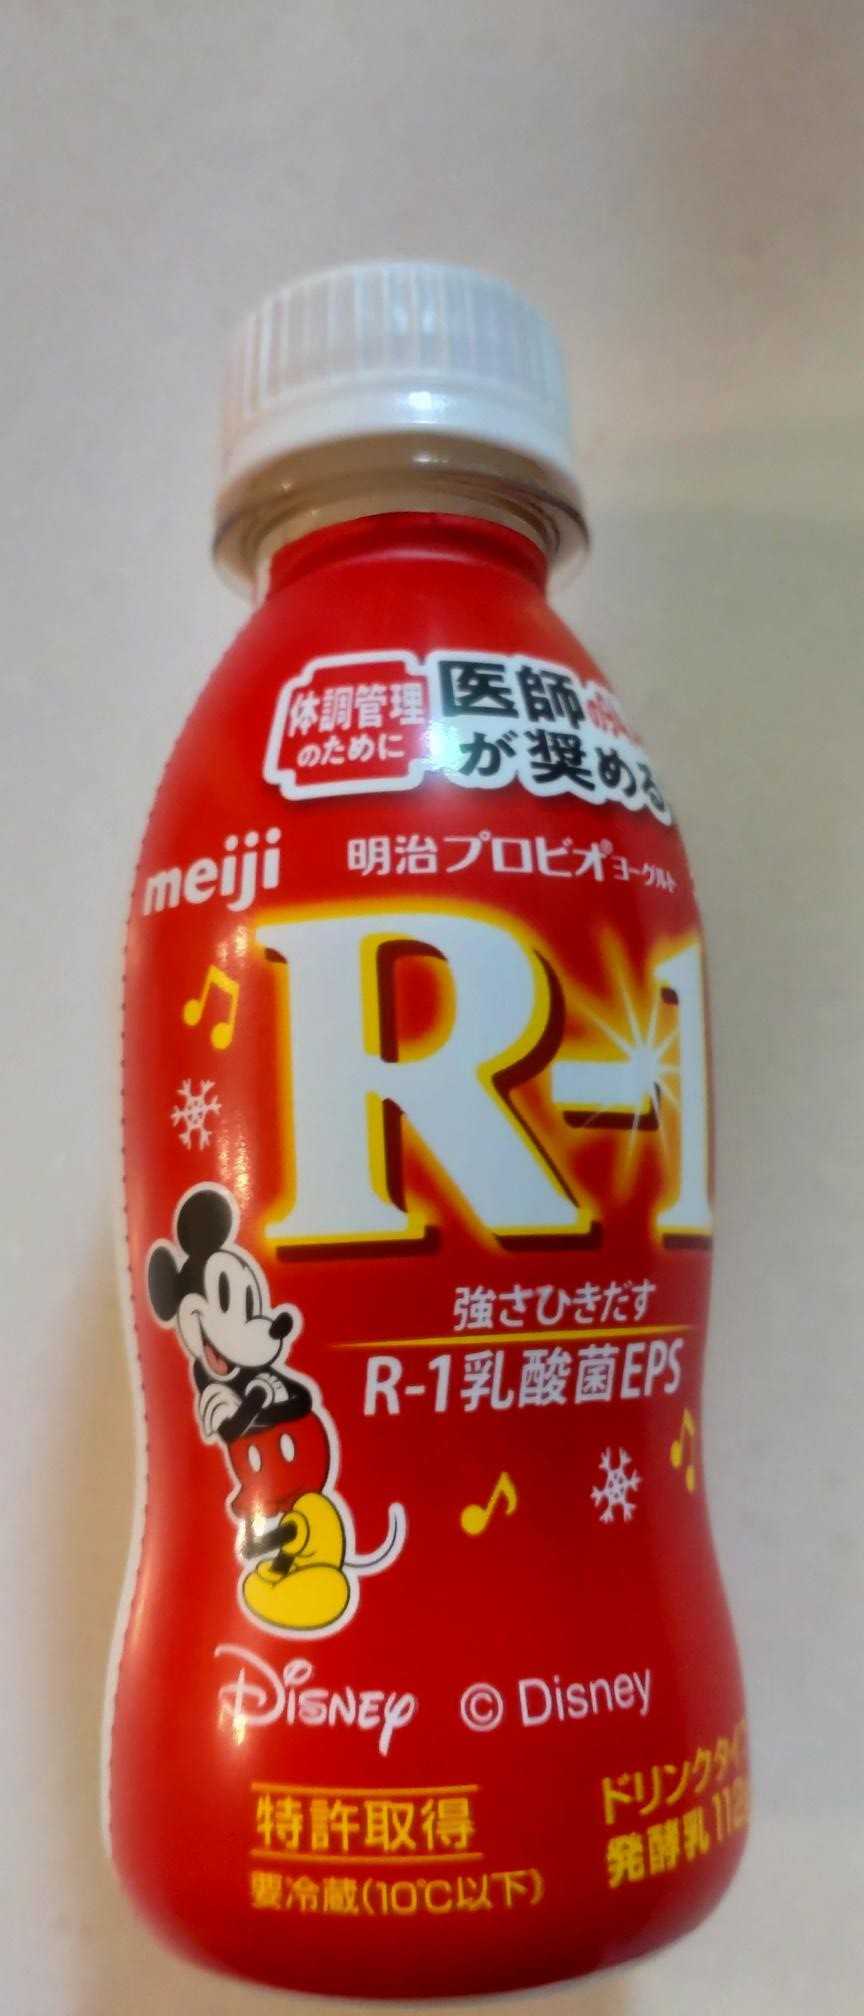 体調管理
のために
医師
が奨める
meiji
明治プロビオ®ヨーグルト
R-1
強さひきだす
R-1乳酸菌EPS
Disney
© Disney
特許取得
要冷蔵(10℃以下)
ドリンクタイプ
発酵乳 112g